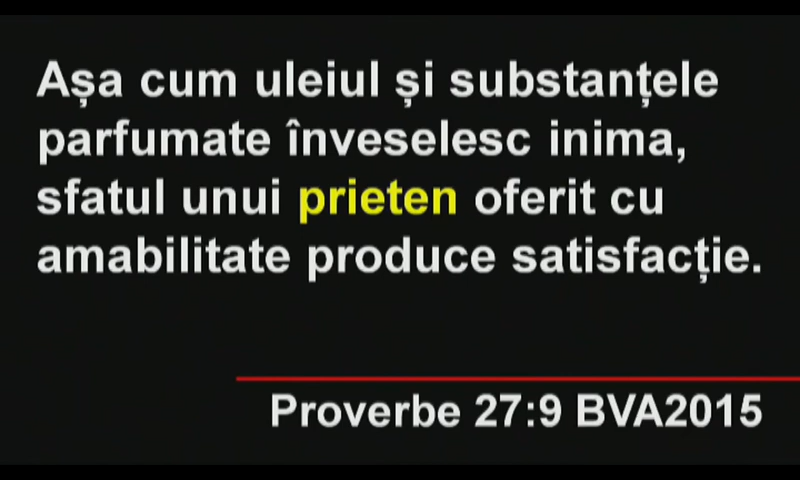 Așa cum uleiul și substanțele
parfumate înveselesc inima,
sfatul unui prieten oferit cu
amabilitate produce satisfacție.
Proverbe 27:9 BVA2015